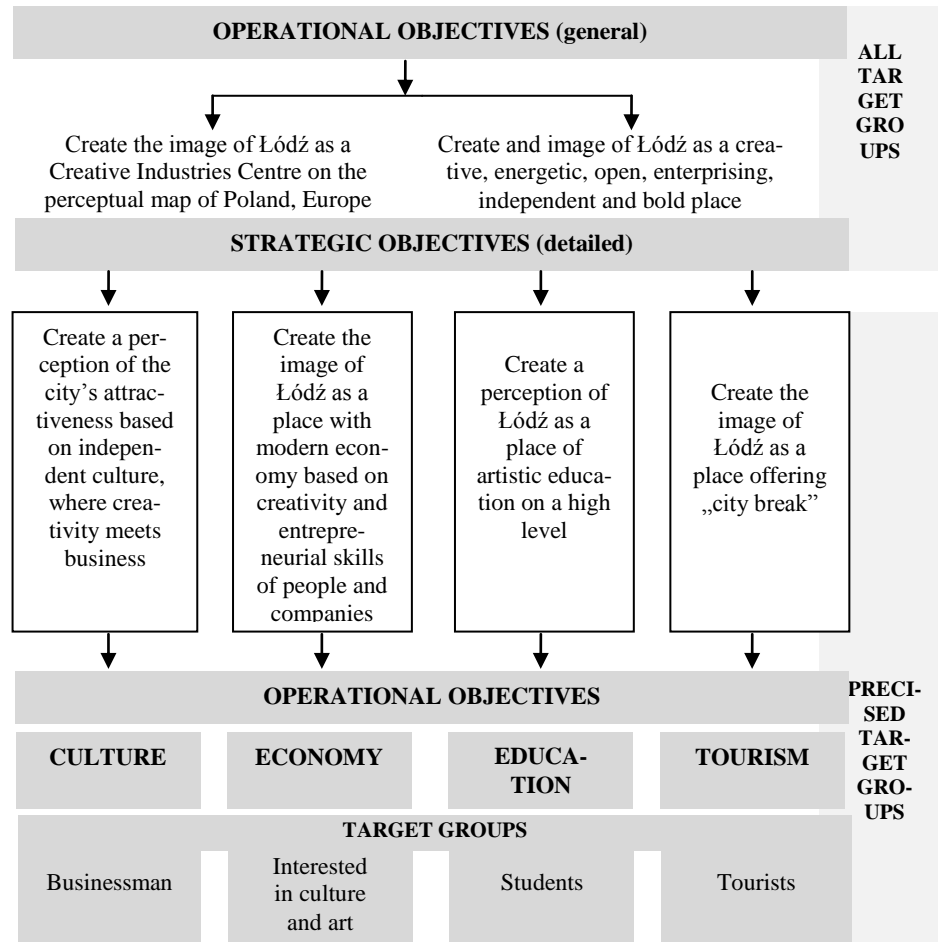 OPERATIONAL OBJECTIVES (general)
ALL
TAR
GET
GRO
UPS
Create the image of Łódź as a
Creative Industries Centre on the
perceptual map of Poland, Europe
Create and image of Łódź as a crea-
tive, energetic, open, enterprising,
independent and bold place
STRATEGIC OBJECTIVES (detailed)
Create a per-
ception of the
city’s attrac-
tiveness based
on indepen-
dent culture,
where crea-
tivity meets
business
Create the
image of
Łódź as a
place with
modern econ-
omy based on
creativity and
entrepre-
neurial skills
of people and
companies
Create a
perception of
Łódź as a
place of
artistic educa-
tion on a high
level
Create the
image of
Łódź as a
place offering
„city break”
OPERATIONAL OBJECTIVES
PRECI-
SED
TAR-
GET
GRO-
UPS
CULTURE
ECONOMY
EDUCA-
TION
TOURISM
TARGET GROUPS
Businessman
Interested
in culture
and art
Students
Tourists